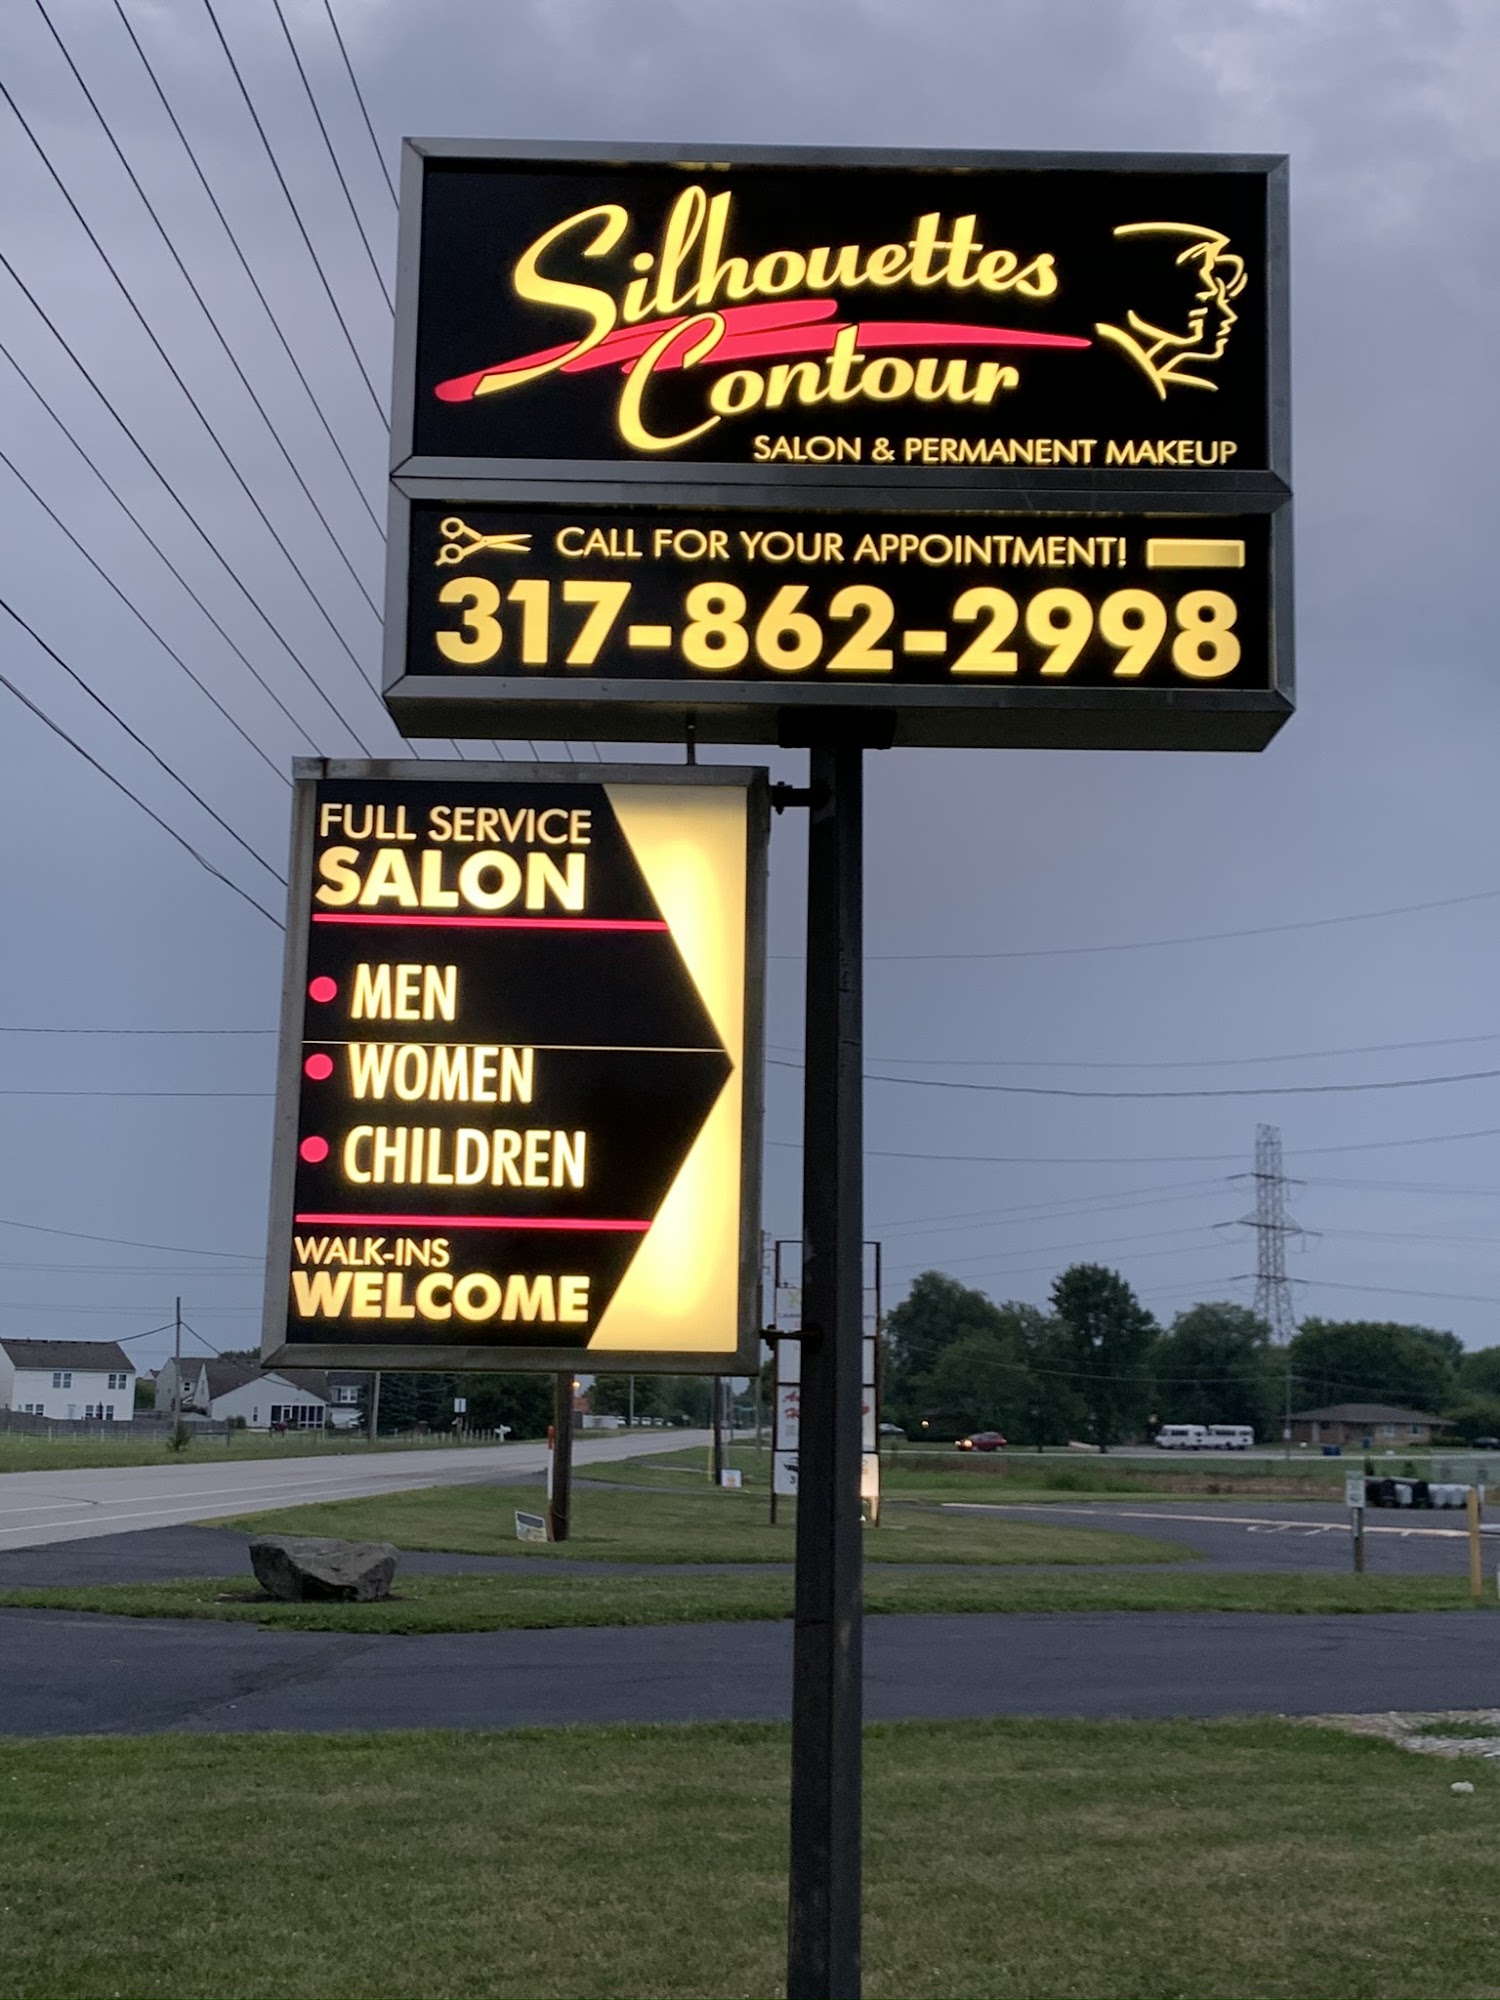 Silhouettes
Contour
SALON & PERMANENT MAKEUP
CALL FOR YOUR APPOINTMENT!
317-862-2998
FULL SERVICE
SALON
MEN
WOMEN
CHILDREN
WALK-INS
WELCOME